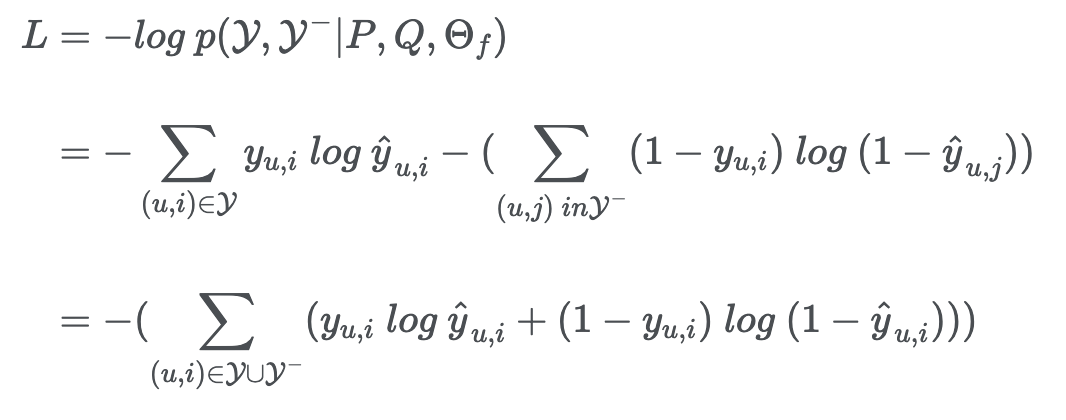 L = −log p(𝒴, 𝒴⁻|P, Q, Θ_f)
= − ∑_{(u,i)∈𝒴} y_{u,i} log ŷ_{u,i} − ( ∑_{(u,j) in𝒴⁻} (1 − y_{u,i}) log (1 − ŷ_{u,j}))
= −( ∑_{(u,i)∈𝒴∪𝒴⁻} (y_{u,i} log ŷ_{u,i} + (1 − y_{u,i}) log (1 − ŷ_{u,i})))